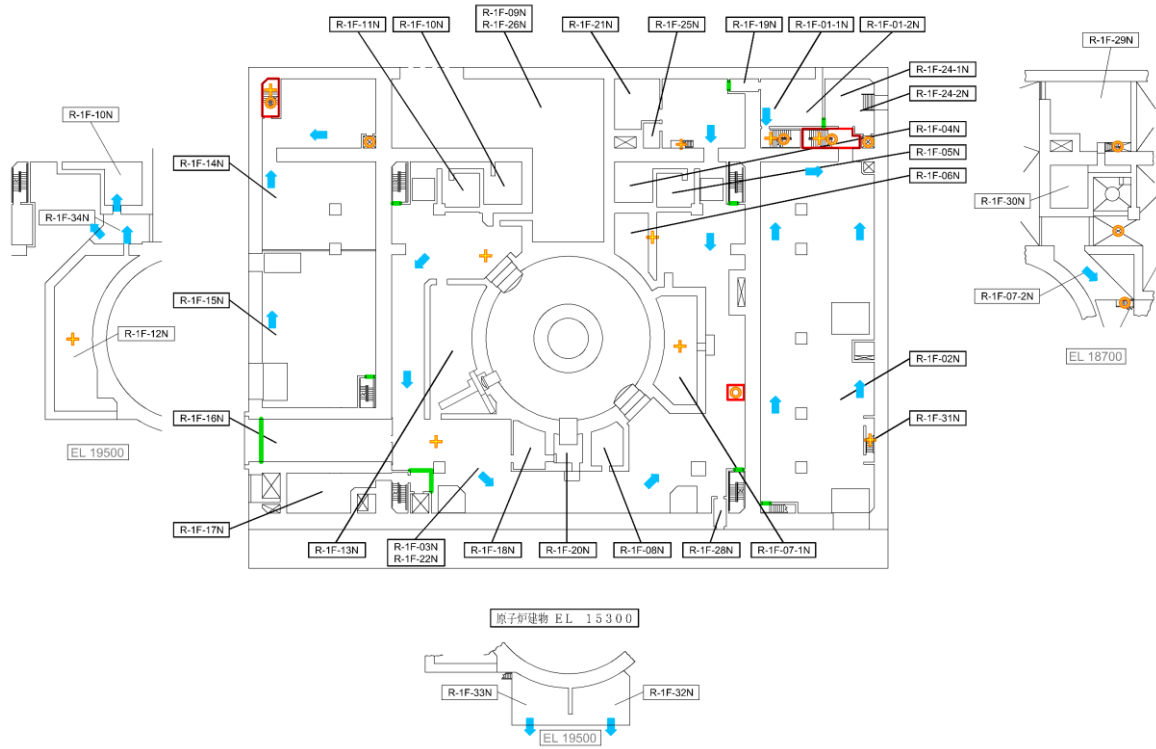 R-1F-09N
R-1F-26N
R-1F-11N
R-1F-10N
R-1F-21N
R-1F-25N
R-1F-19N
R-1F-01-1N
R-1F-01-2N
R-1F-29N
R-1F-24-1N
R-1F-24-2N
R-1F-10N
R-1F-04N
R-1F-05N
R-1F-06N
R-1F-14N
R-1F-34N
R-1F-30N
R-1F-15N
R-1F-07-2N
R-1F-12N
EL 18700
R-1F-02N
R-1F-16N
R-1F-31N
EL 19500
R-1F-17N
R-1F-13N
R-1F-03N
R-1F-22N
R-1F-18N
R-1F-20N
R-1F-08N
R-1F-28N
R-1F-07-1N
原子炉建物 EL 15300
R-1F-33N
R-1F-32N
EL 19500